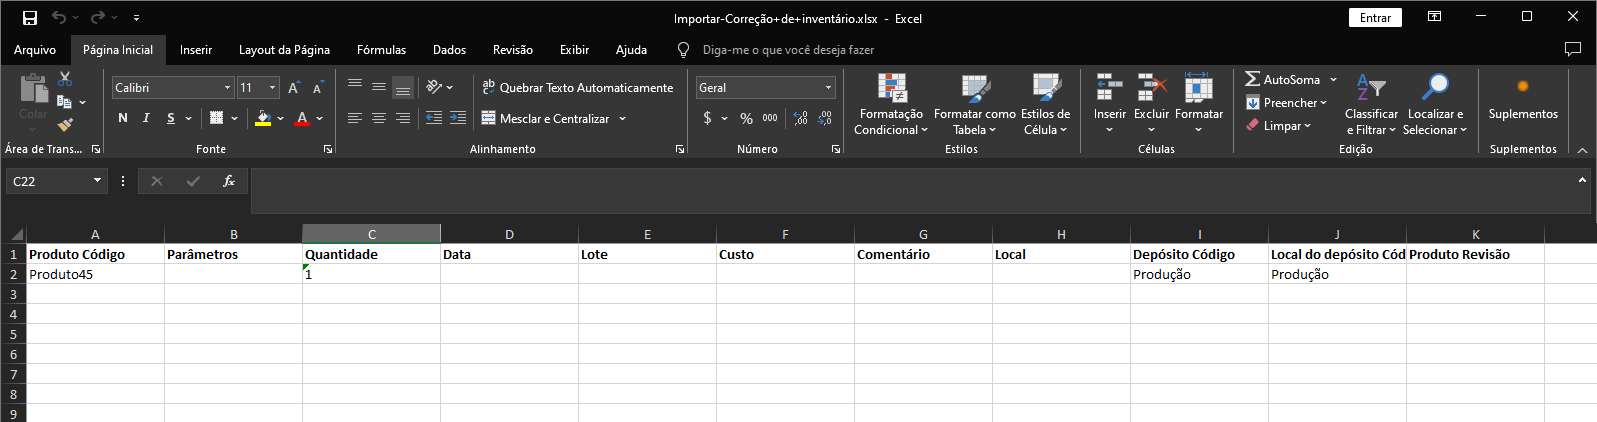 Importar-Correção+de+inventário.xlsx - Excel
Entrar
Arquivo Página Inicial Inserir Layout da Página Fórmulas Dados Revisão Exibir Ajuda Diga-me o que você deseja fazer
Colar
Área de Trans...
Calibri 11
N I S A
Fonte
ab Quebrar Texto Automaticamente
Mesclar e Centralizar
Alinhamento
Geral
$ % 000
Número
Formatação Condicional
Formatar como Tabela
Estilos de Célula
Estilos
Inserir Excluir Formatar
Células
AutoSoma
Preencher
Limpar
Classificar e Filtrar
Localizar e Selecionar
Edição
Suplementos
Suplementos
C22 fx
A B C D E F G H I J K
1 Produto Código Parâmetros Quantidade Data Lote Custo Comentário Local Depósito Código Local do depósito Cód Produto Revisão
2 Produto45 1 Produção Produção
3
4
5
6
7
8
9